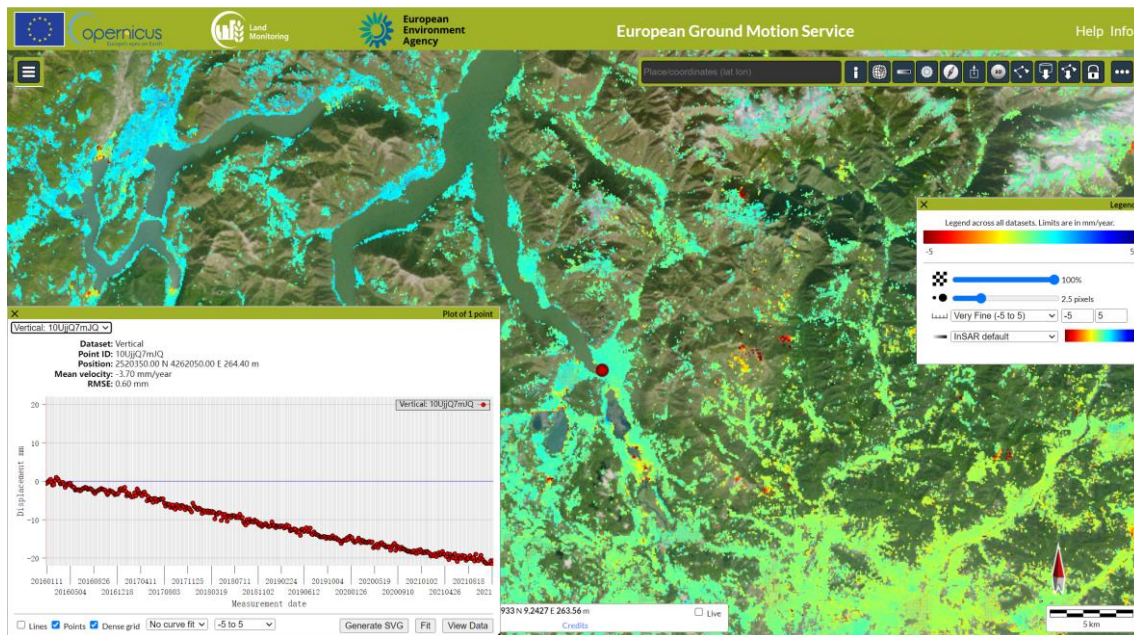 opernicus
Europe's eyes on Earth
Land
Monitoring
European
Environment
Agency
European Ground Motion Service
Help Info
Place/coordinates (lat lon)
Legend
Legend across all datasets. Limits are in mm/year.
-5
5
100%
2.5 pixels
Very Fine (-5 to 5)
-5
5
InSAR default
Plot of 1 point
Vertical: 10UjjQ7mJQ
Dataset: Vertical
Point ID: 10UjjQ7mJQ
Position: 2520350.00 N 4262050.00 E 264.40 m
Mean velocity: -3.70 mm/year
RMSE: 0.60 mm
Vertical: 10UjjQ7mJQ
20
10
0
-10
-20
Displacement mm
20160111 20160826 20170411 20171125 20180711 20190224 20191004 20200519 20210102 20210818
20160504 20161218 20170803 20180319 20181102 20190612 20200126 20200910 20210426 2021
Measurement date
Lines Points Dense grid No curve fit -5 to 5 Generate SVG Fit View Data
933 N 9.2427 E 263.56 m
Live
Credits
5 km